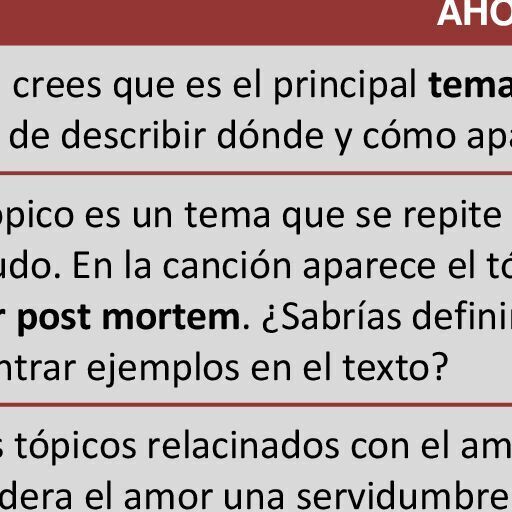 AHO
crees que es el principal tema
de describir dónde y cómo apa
ópico es un tema que se repite
udo. En la canción aparece el tó
r post mortem. ¿Sabrías defini
ntrar ejemplos en el texto?
s tópicos relacinados con el am
dera el amor una servidumbre